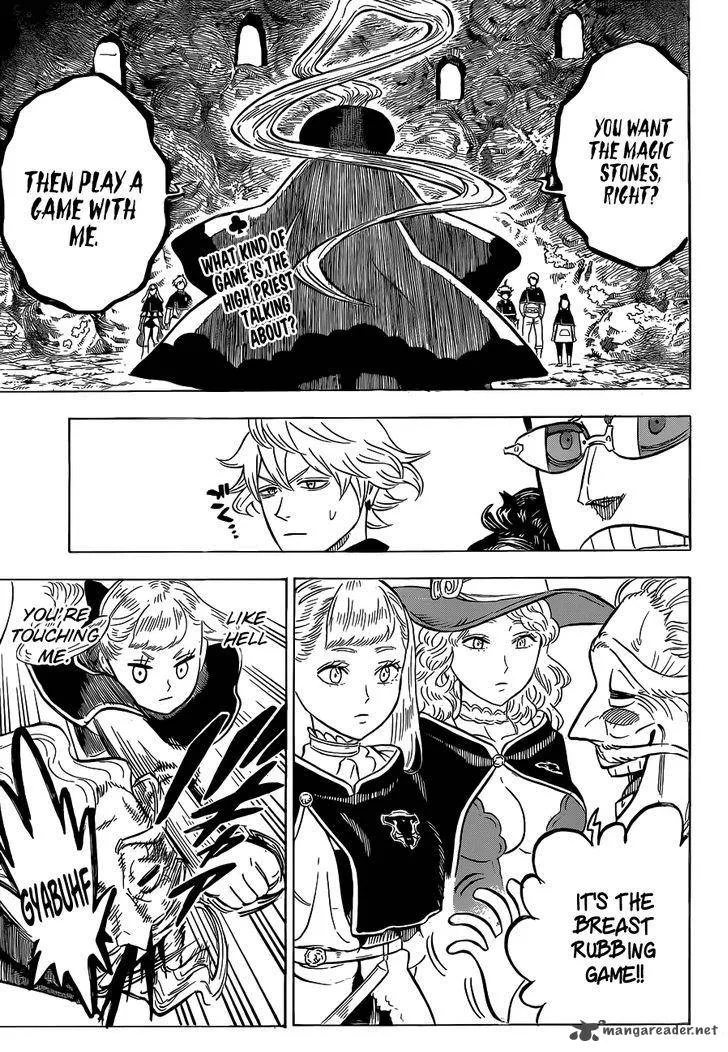 YOU WANT
THE MAGIC
STONES,
RIGHT?
THEN PLAY A
GAME WITH
ME.
WHAT KIND OF
GAME IS THE
HIGH PRIEST
TALKING
ABOUT?
IT'S THE
BREAST
RUBBING
GAME!!
LIKE
HELL
YOU'RE
TOUCHING
ME.
GYABUHF
mangareader.net